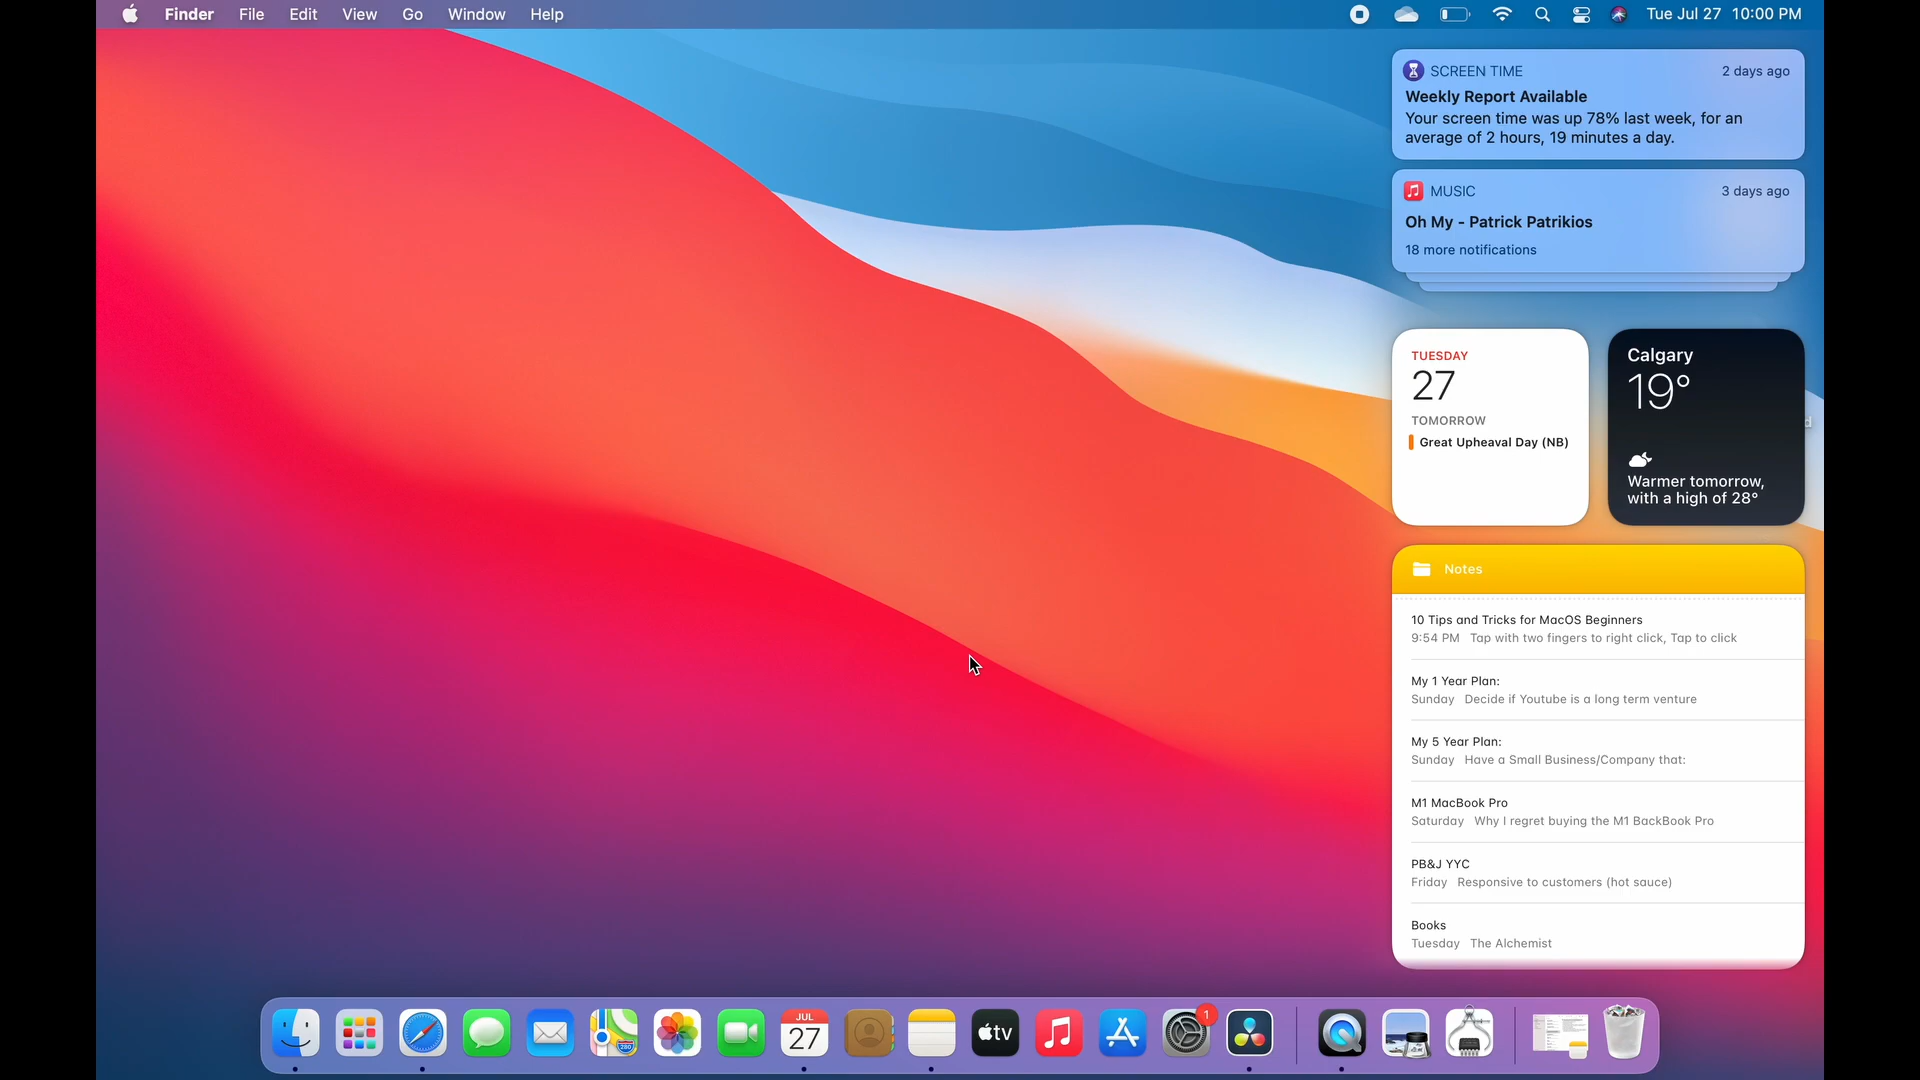 Finder File Edit View Go Window Help Tue Jul 27 10:00 PM
SCREEN TIME 2 days ago
Weekly Report Available
Your screen time was up 78% last week, for an
average of 2 hours, 19 minutes a day.
MUSIC 3 days ago
Oh My - Patrick Patrikios
18 more notifications
TUESDAY
27
TOMORROW
Great Upheaval Day (NB)
Calgary
19°
Warmer tomorrow,
with a high of 28°
d
Notes
10 Tips and Tricks for MacOS Beginners
9:54 PM Tap with two fingers to right click, Tap to click
My 1 Year Plan:
Sunday Decide if Youtube is a long term venture
My 5 Year Plan:
Sunday Have a Small Business/Company that:
M1 MacBook Pro
Saturday Why I regret buying the M1 BackBook Pro
PB&J YYC
Friday Responsive to customers (hot sauce)
Books
Tuesday The Alchemist
JUL
27
tv
1
280